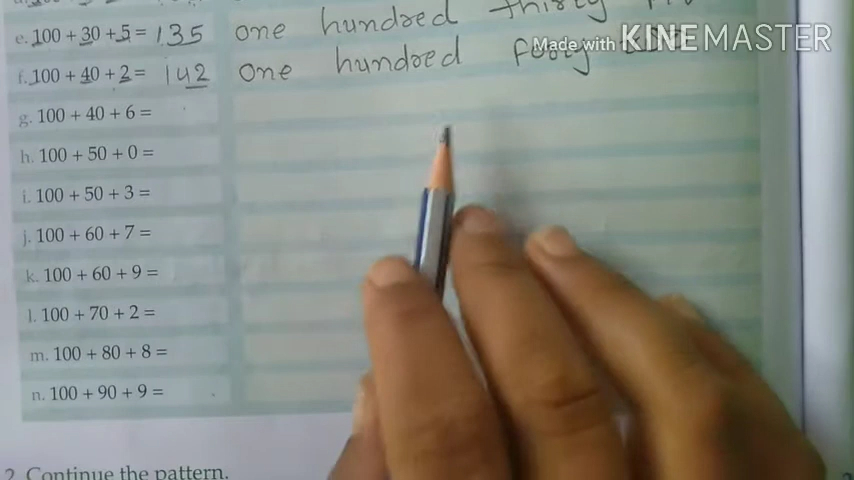 e. 100 + 30 + 5 = 135 one hundred thirty
Made with KINEMASTER
f. 100 + 40 + 2 = 142 one hundred forty two
g. 100 + 40 + 6 =
h. 100 + 50 + 0 =
i. 100 + 50 + 3 =
j. 100 + 60 + 7 =
k. 100 + 60 + 9 =
l. 100 + 70 + 2 =
m. 100 + 80 + 8 =
n. 100 + 90 + 9 =
2. Continue the pattern.